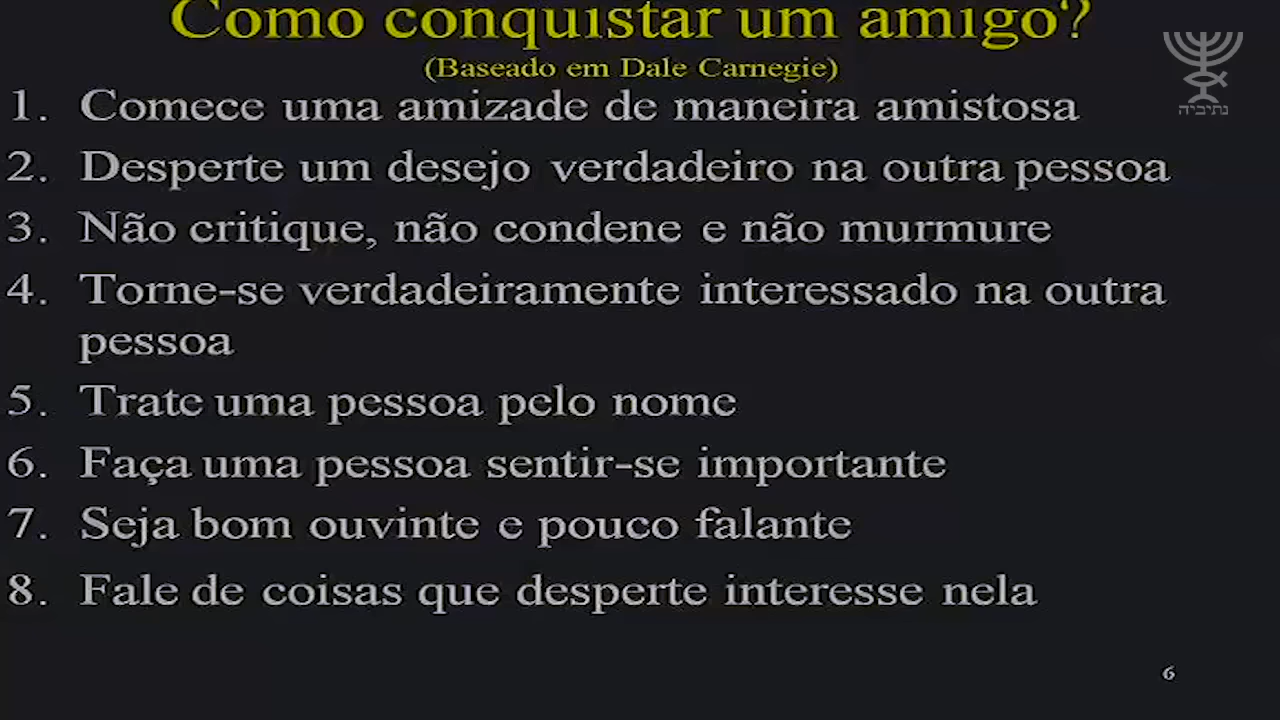 Como conquistar um amigo?
(Baseado em Dale Carnegie)
1. Comece uma amizade de maneira amistosa
2. Desperte um desejo verdadeiro na outra pessoa
3. Não critique, não condene e não murmure
4. Torne-se verdadeiramente interessado na outra
pessoa
5. Trate uma pessoa pelo nome
6. Faça uma pessoa sentir-se importante
7. Seja bom ouvinte e pouco falante
8. Fale de coisas que desperte interesse nela
נתיביה
6